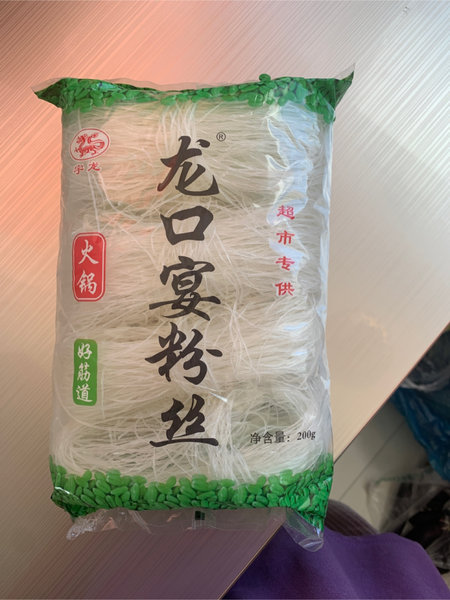 龙口宴粉丝
®
宇龙
火锅
好筋道
超市专供
净含量：200g